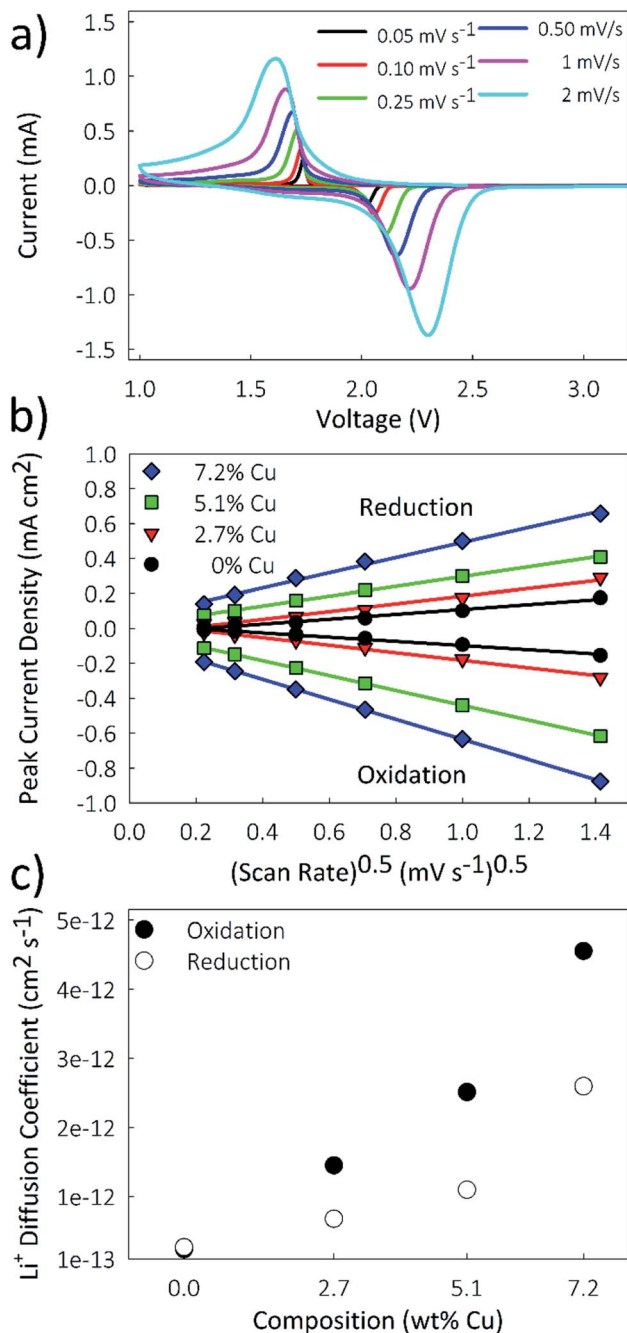 a)
1.5
1.0
0.5
0.0
-0.5
-1.0
-1.5
Current (mA)
0.05 mV s⁻¹ 0.50 mV/s
0.10 mV s⁻¹ 1 mV/s
0.25 mV s⁻¹ 2 mV/s
1.0 1.5 2.0 2.5 3.0
Voltage (V)
b)
1.0
0.8
0.6
0.4
0.2
0.0
-0.2
-0.4
-0.6
-0.8
-1.0
Peak Current Density (mA cm²)
7.2% Cu
5.1% Cu
2.7% Cu
0% Cu
Reduction
Oxidation
0.0 0.2 0.4 0.6 0.8 1.0 1.2 1.4
(Scan Rate)⁰·⁵ (mV s⁻¹)⁰·⁵
c)
5e-12
4e-12
3e-12
2e-12
1e-12
1e-13
Li⁺ Diffusion Coefficient (cm² s⁻¹)
Oxidation
Reduction
0.0 2.7 5.1 7.2
Composition (wt% Cu)